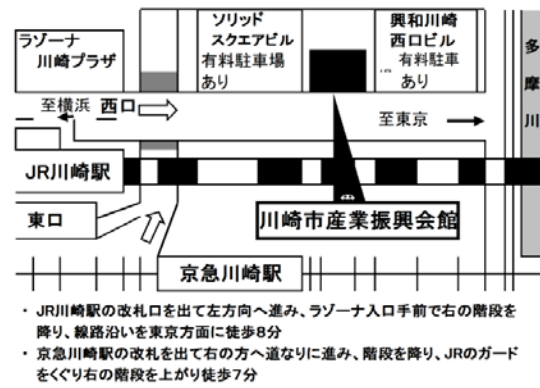 ラゾーナ
川崎プラザ
ソリッド
スクエアビル
有料駐車場
あり
興和川崎
西口ビル
有料駐車
あり
多摩川
至横浜 西口
至東京
JR川崎駅
東口
川崎市産業振興会館
京急川崎駅
・ JR川崎駅の改札口を出て左方向へ進み、ラゾーナ入口手前で右の階段を
降り、線路沿いを東京方面に徒歩8分
・ 京急川崎駅の改札を出て右の方へ道なりに進み、階段を降り、JRのガード
をくぐり右の階段を上がり徒歩7分